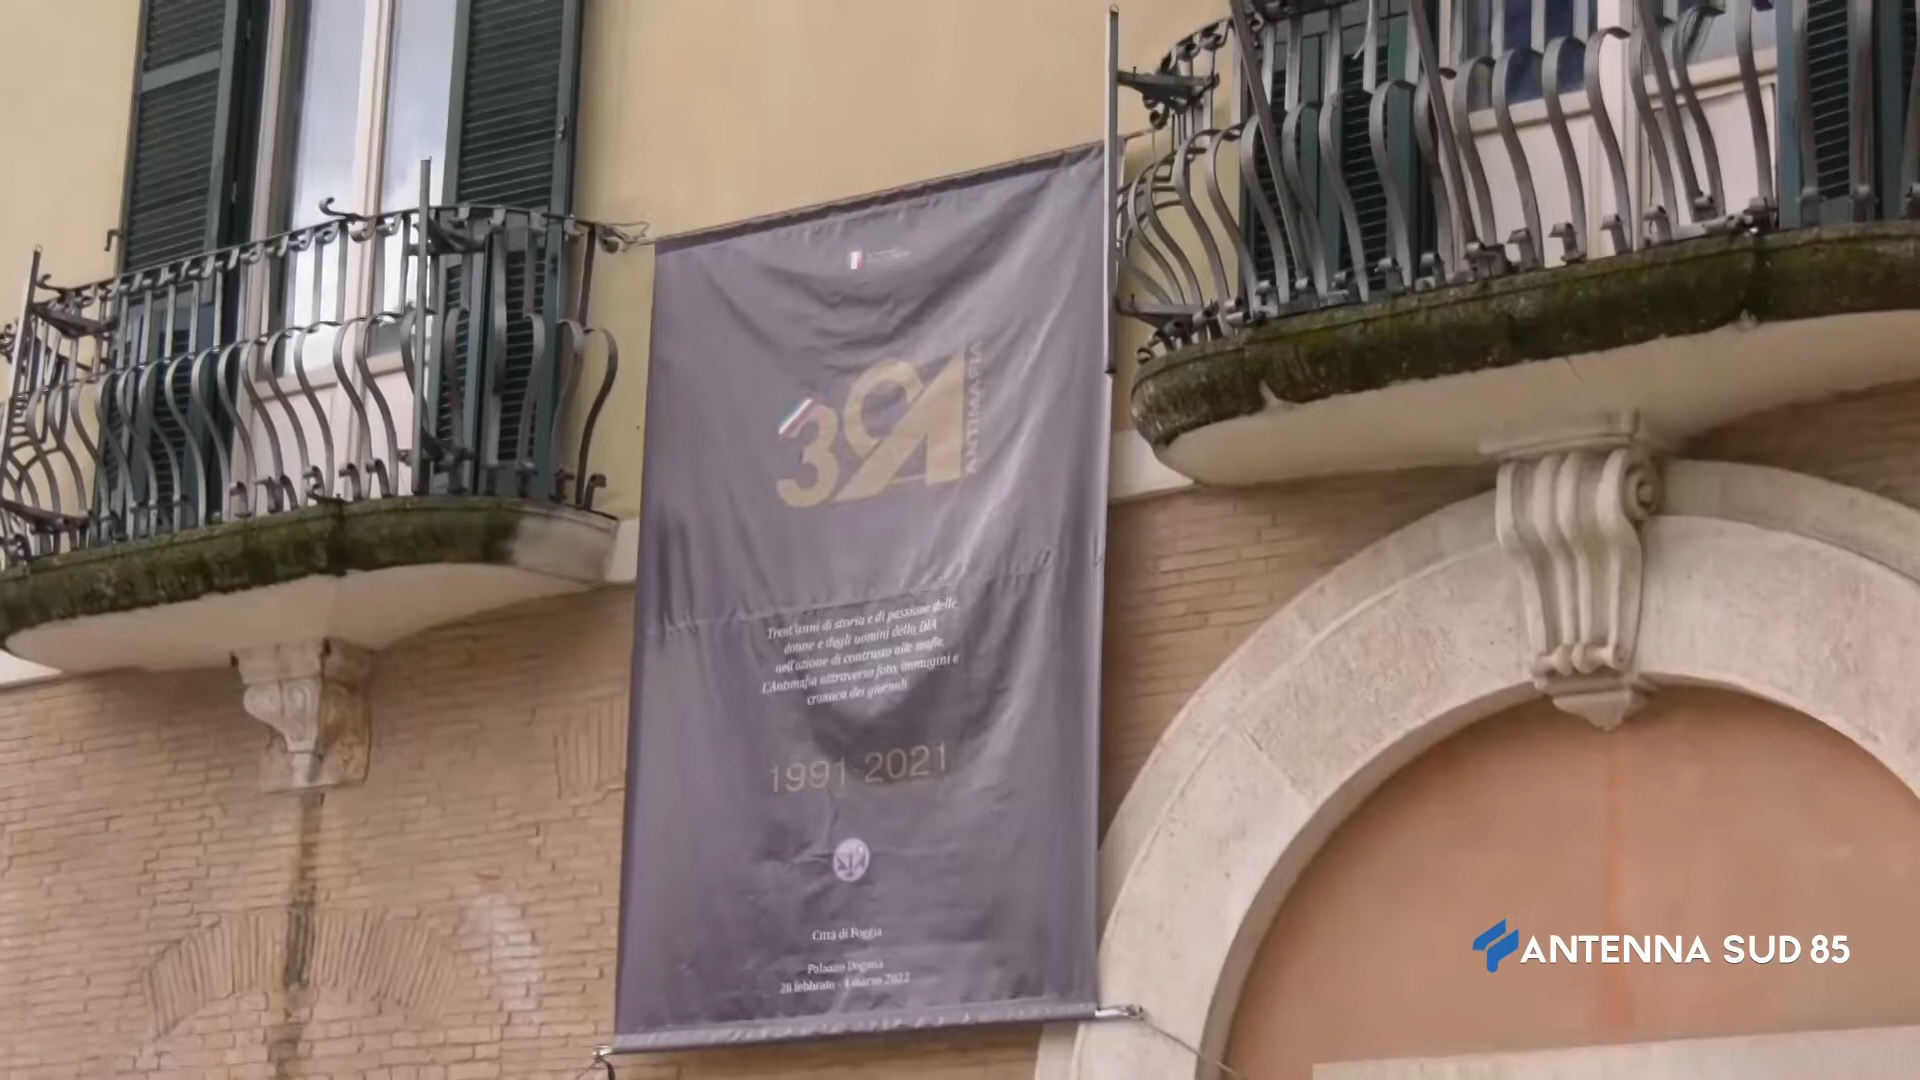 30A
ANTIMAFIA
Trent'anni di storia e di passione delle
donne e degli uomini della DIA
nell'azione di contrasto alle mafie.
L'Antimafia attraverso foto, immagini e
cronaca dei giornali.
1991-2021
Città di Foggia
Palazzo Dogana
28 febbraio - 4 marzo 2022
ANTENNA SUD 85